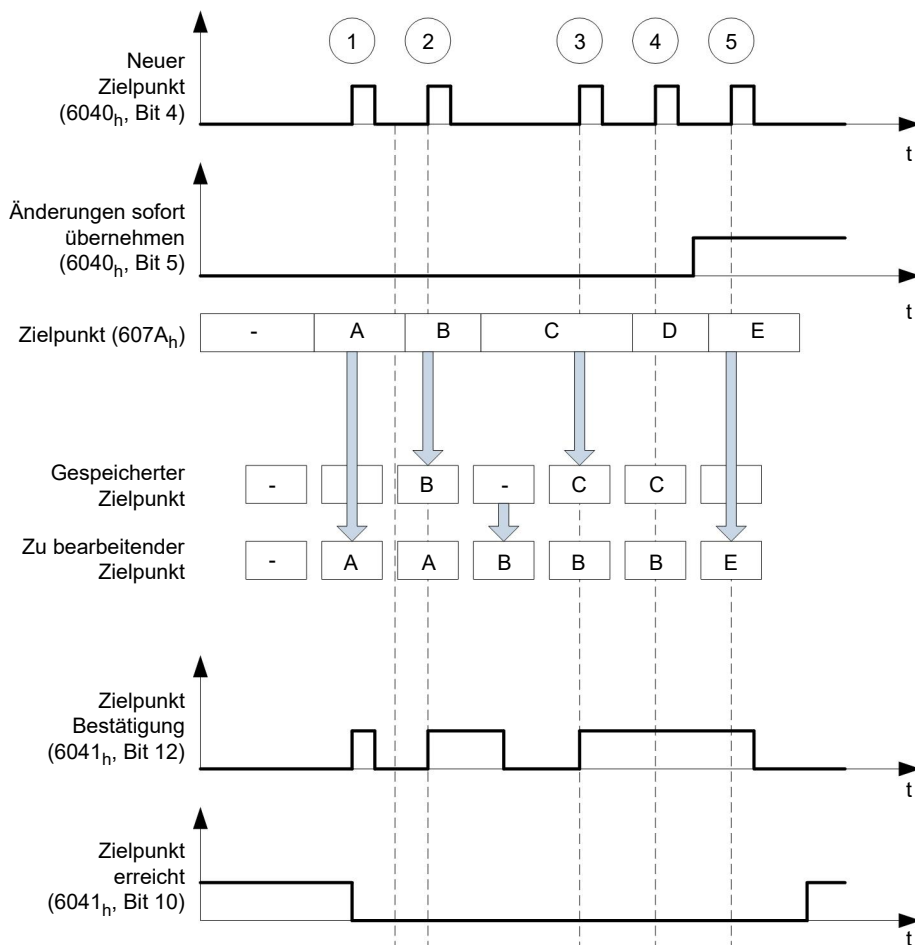 1 2 3 4 5
Neuer
Zielpunkt
(6040h, Bit 4)
t
Änderungen sofort
übernehmen
(6040h, Bit 5)
t
Zielpunkt (607Ah)
- A B C D E
Gespeicherter
Zielpunkt
- B - C C
Zu bearbeitender
Zielpunkt
- A A B B B E
Zielpunkt
Bestätigung
(6041h, Bit 12)
t
Zielpunkt
erreicht
(6041h, Bit 10)
t